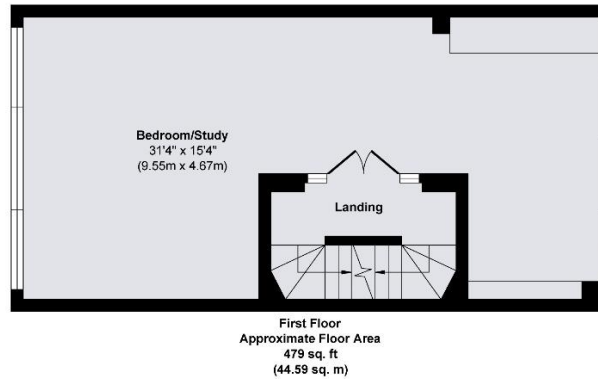 Bedroom/Study
31'4" x 15'4"
(9.55m x 4.67m)
Landing
First Floor
Approximate Floor Area
479 sq. ft
(44.59 sq. m)